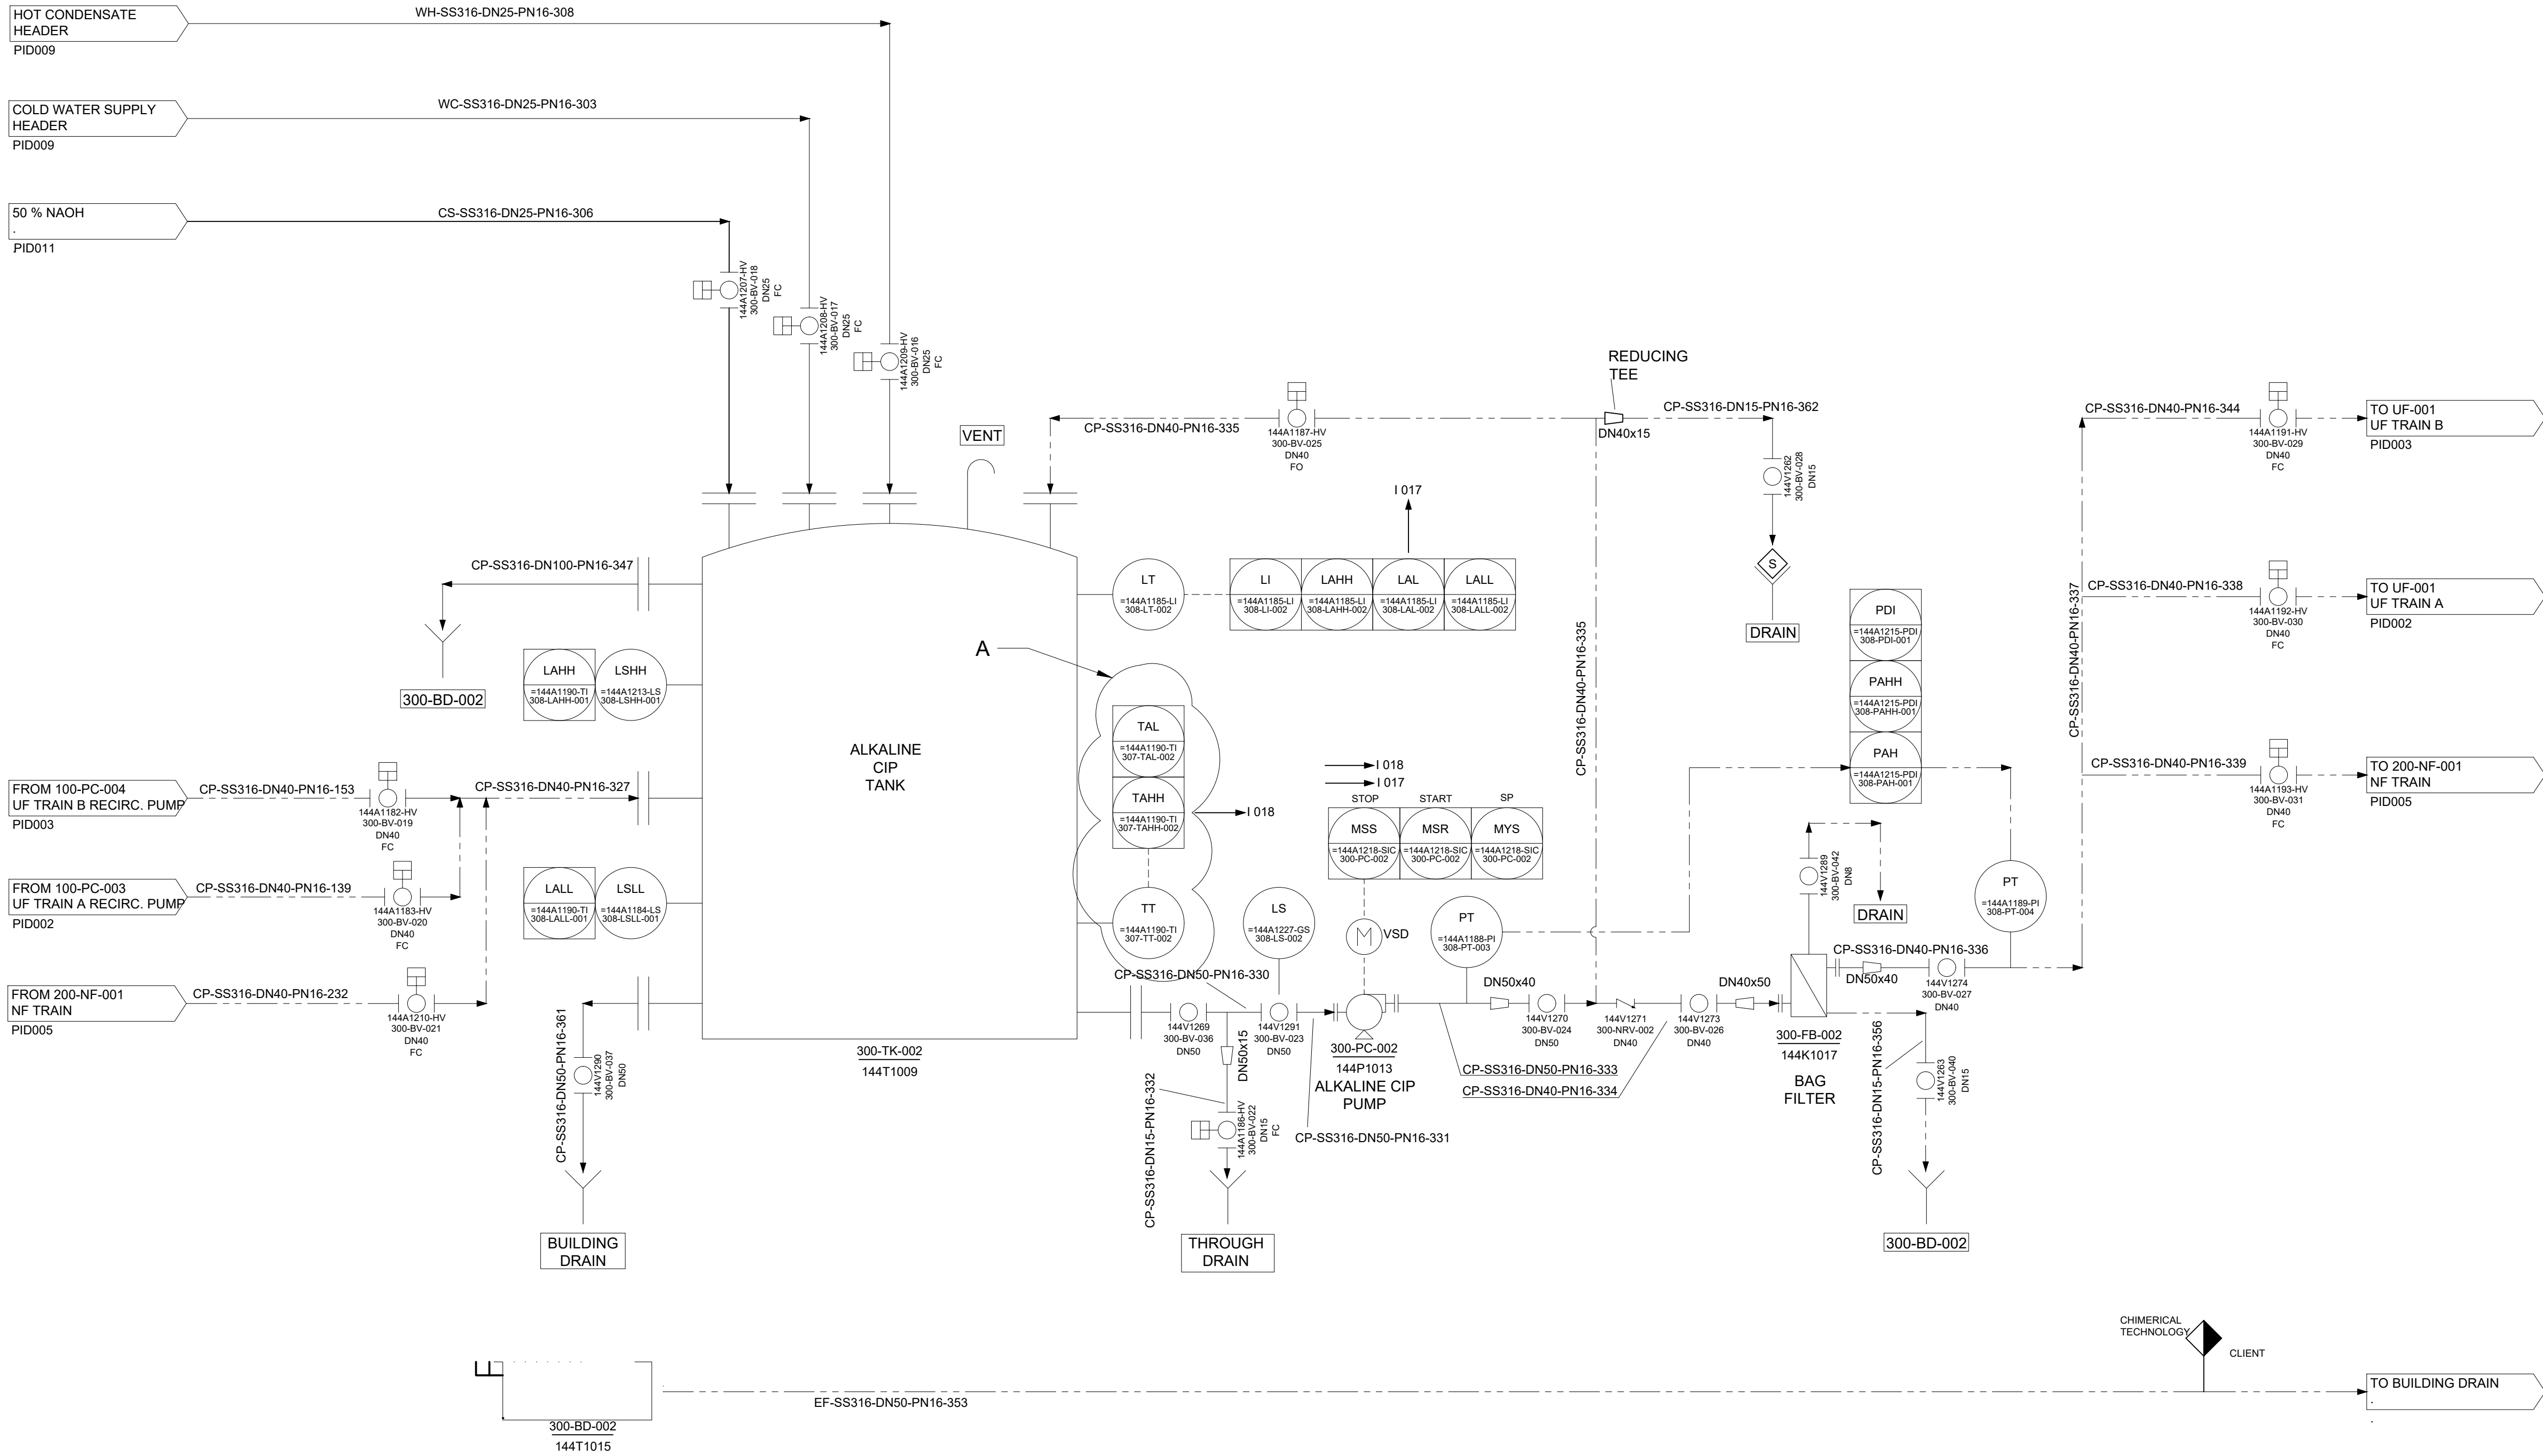 HOT CONDENSATE
HEADER
PID009
WH-SS316-DN25-PN16-308
COLD WATER SUPPLY
HEADER
PID009
WC-SS316-DN25-PN16-303
50 % NAOH
.
PID011
CS-SS316-DN25-PN16-306
144A1207-HV
300-BV-018
DN25
FC
144A1208-HV
300-BV-017
DN25
FC
144A1209-HV
300-BV-016
DN25
FC
VENT
CP-SS316-DN40-PN16-335
144A1187-HV
300-BV-025
DN40
FO
REDUCING
TEE
DN40x15
CP-SS316-DN15-PN16-362
144V1262
300-BV-028
DN15
S
DRAIN
CP-SS316-DN40-PN16-344
144A1191-HV
300-BV-029
DN40
FC
TO UF-001
UF TRAIN B
PID003
CP-SS316-DN40-PN16-338
144A1192-HV
300-BV-030
DN40
FC
TO UF-001
UF TRAIN A
PID002
CP-SS316-DN40-PN16-339
144A1193-HV
300-BV-031
DN40
FC
TO 200-NF-001
NF TRAIN
PID005
CP-SS316-DN40-PN16-337
CP-SS316-DN100-PN16-347
300-BD-002
LAHH
=144A1190-TI
308-LAHH-001
LSHH
=144A1213-LS
308-LSHH-001
FROM 100-PC-004
UF TRAIN B RECIRC. PUMP
PID003
CP-SS316-DN40-PN16-153
144A1182-HV
300-BV-019
DN40
FC
CP-SS316-DN40-PN16-327
FROM 100-PC-003
UF TRAIN A RECIRC. PUMP
PID002
CP-SS316-DN40-PN16-139
144A1183-HV
300-BV-020
DN40
FC
LALL
=144A1190-TI
308-LALL-001
LSLL
=144A1184-LS
308-LSLL-001
FROM 200-NF-001
NF TRAIN
PID005
CP-SS316-DN40-PN16-232
144A1210-HV
300-BV-021
DN40
FC
CP-SS316-DN50-PN16-361
144V1290
300-BV-037
DN50
BUILDING
DRAIN
ALKALINE
CIP
TANK
300-TK-002
144T1009
LT
=144A1185-LI
308-LT-002
LI
=144A1185-LI
308-LI-002
LAHH
=144A1185-LI
308-LAHH-002
LAL
=144A1185-LI
308-LAL-002
LALL
=144A1185-LI
308-LALL-002
I 017
A
TAL
=144A1190-TI
307-TAL-002
TAHH
=144A1190-TI
307-TAHH-002
I 018
TT
=144A1190-TI
307-TT-002
LS
=144A1227-GS
308-LS-002
I 018
I 017
STOP
START
SP
MSS
=144A1218-SIC
300-PC-002
MSR
=144A1218-SIC
300-PC-002
MYS
=144A1218-SIC
300-PC-002
M
VSD
PT
=144A1188-PI
308-PT-003
CP-SS316-DN40-PN16-335
PDI
=144A1215-PDI
308-PDI-001
PAHH
=144A1215-PDI
308-PAHH-001
PAH
=144A1215-PDI
308-PAH-001
PT
=144A1189-PI
308-PT-004
144V1289
300-BV-042
DN8
DRAIN
CP-SS316-DN50-PN16-330
144V1269
300-BV-036
DN50
144V1291
300-BV-023
DN50
DN50x15
CP-SS316-DN15-PN16-332
144A1186-HV
300-BV-022
DN15
FC
THROUGH
DRAIN
CP-SS316-DN50-PN16-331
300-PC-002
144P1013
ALKALINE CIP
PUMP
DN50x40
144V1270
300-BV-024
DN50
144V1271
300-NRV-002
DN40
144V1273
300-BV-026
DN40
DN40x50
CP-SS316-DN50-PN16-333
CP-SS316-DN40-PN16-334
300-FB-002
144K1017
BAG
FILTER
CP-SS316-DN40-PN16-336
DN50x40
144V1274
300-BV-027
DN40
CP-SS316-DN15-PN16-356
144V1263
300-BV-040
DN15
300-BD-002
CHIMERICAL
TECHNOLOGY
CLIENT
TO BUILDING DRAIN
.
.
EF-SS316-DN50-PN16-353
300-BD-002
144T1015